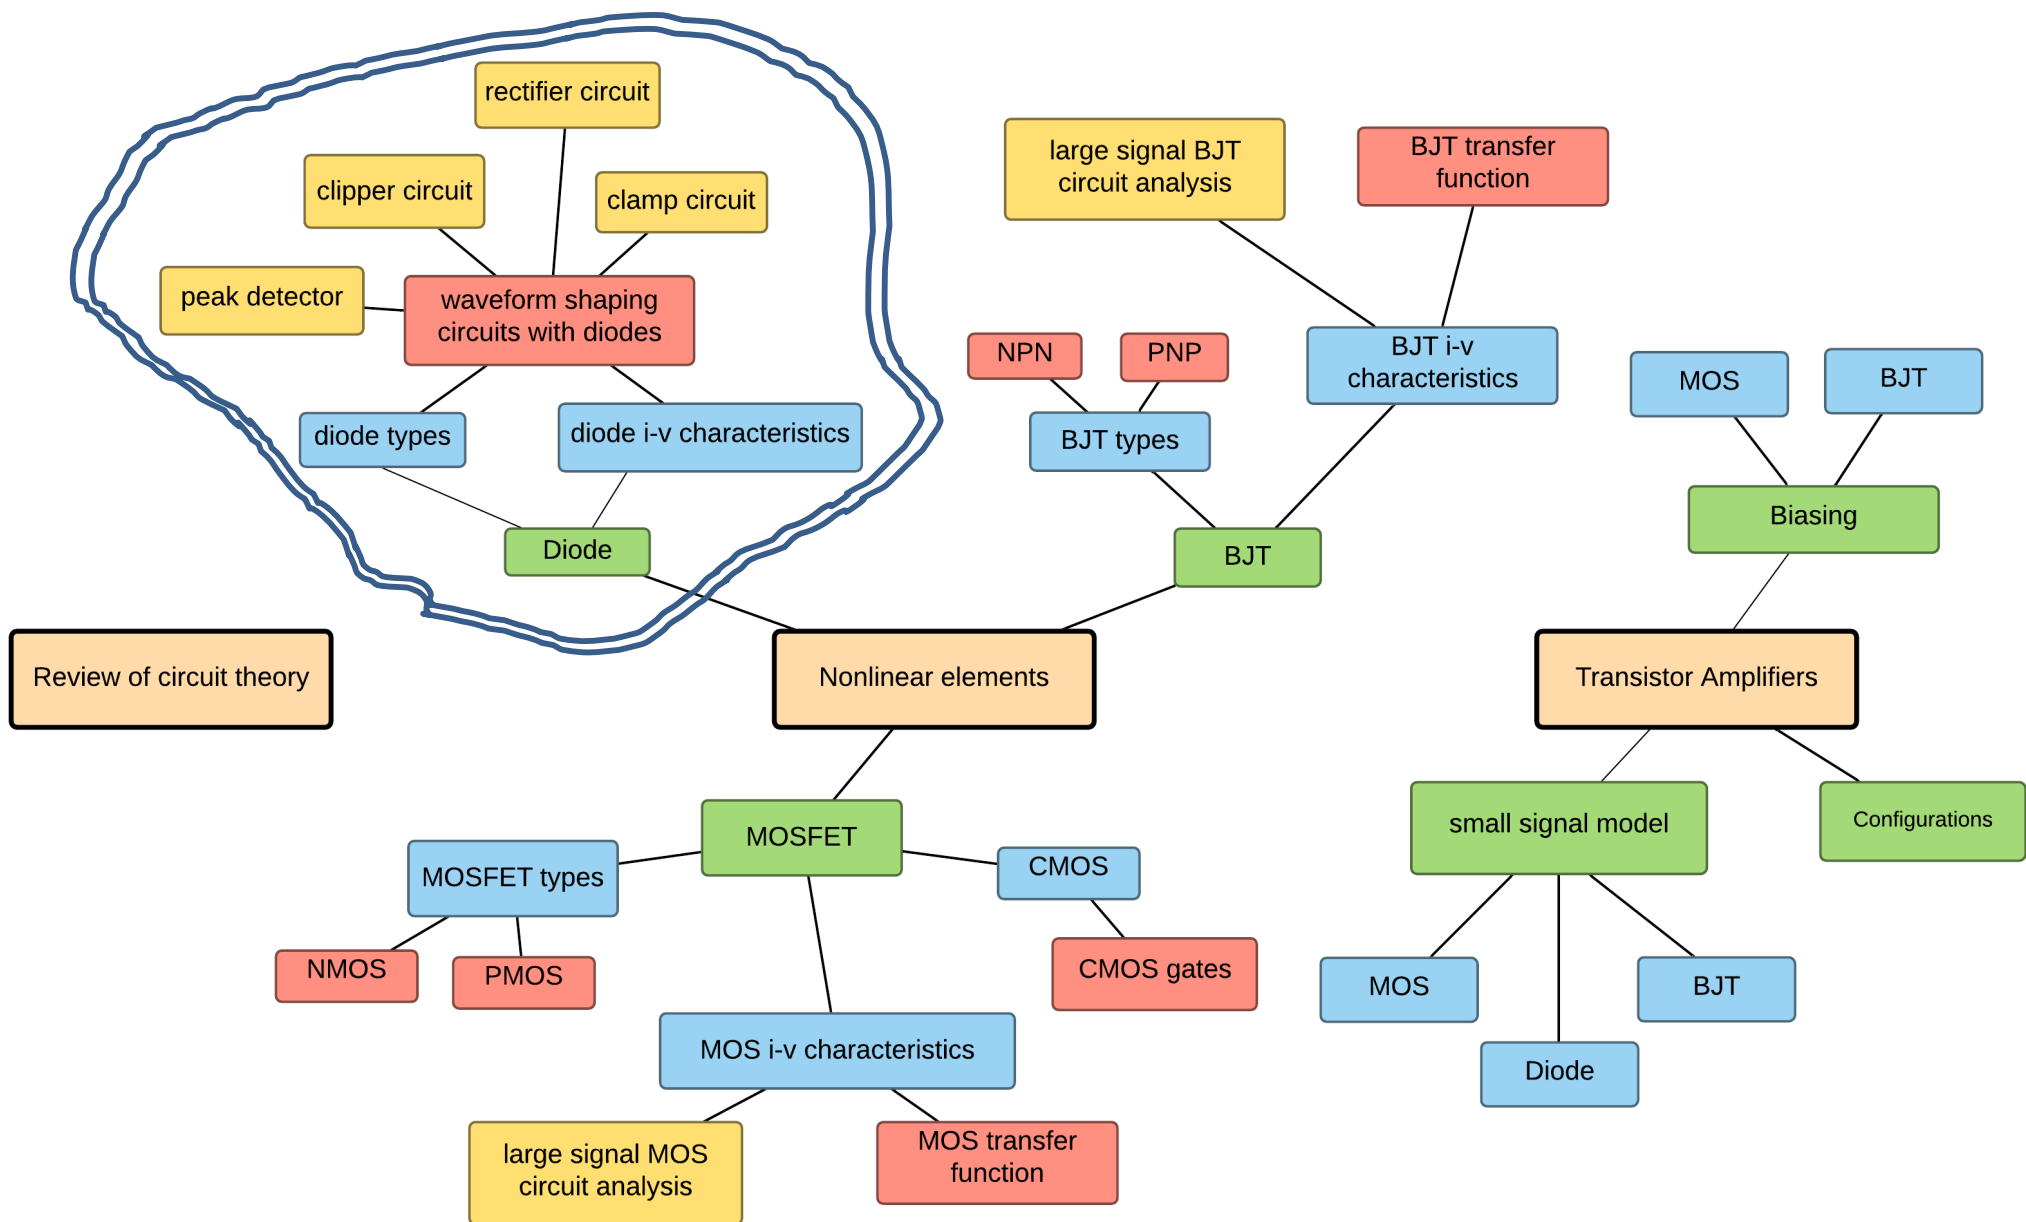 rectifier circuit
clipper circuit
clamp circuit
peak detector
waveform shaping
circuits with diodes
diode types
diode i-v characteristics
Diode
large signal BJT
circuit analysis
BJT transfer
function
NPN
PNP
BJT i-v
characteristics
BJT types
BJT
MOS
BJT
Biasing
Review of circuit theory
Nonlinear elements
Transistor Amplifiers
MOSFET
MOSFET types
CMOS
NMOS
PMOS
CMOS gates
MOS i-v characteristics
large signal MOS
circuit analysis
MOS transfer
function
small signal model
Configurations
MOS
BJT
Diode